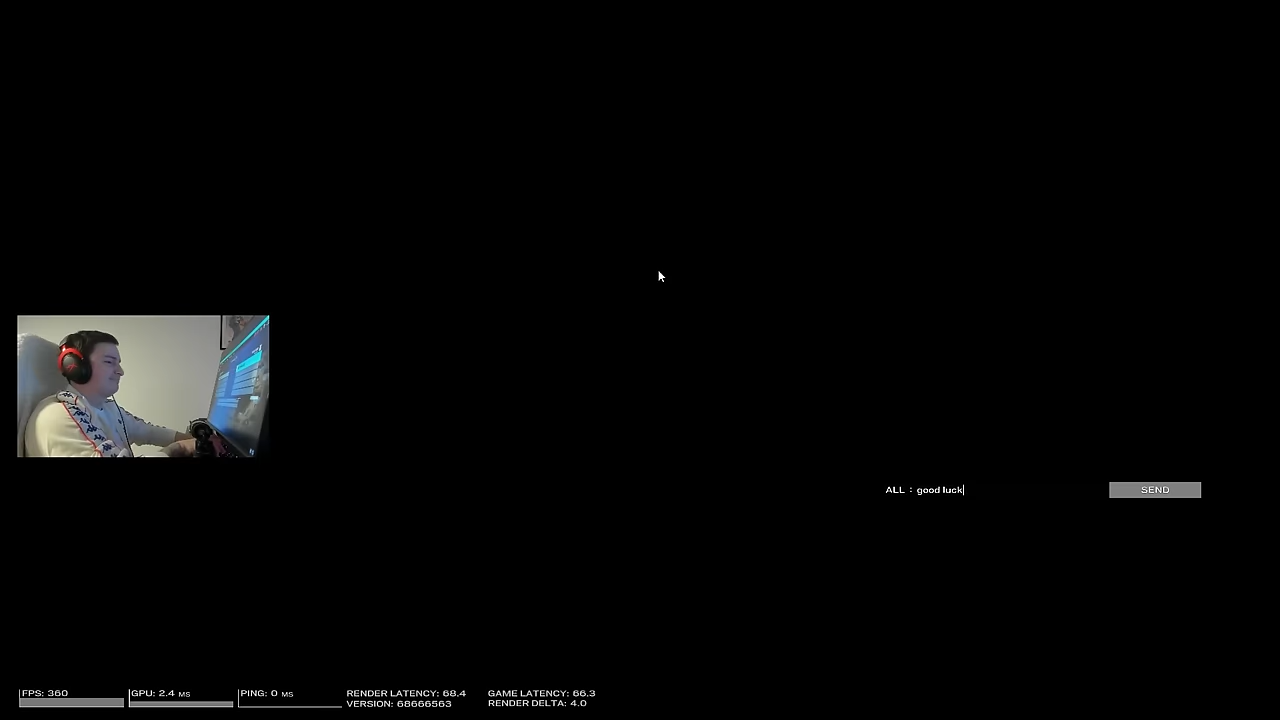 ALL : good luck SEND
FPS: 360 GPU: 2.4 MS PING: 0 MS RENDER LATENCY: 68.4 GAME LATENCY: 66.3
VERSION: 68666563 RENDER DELTA: 4.0